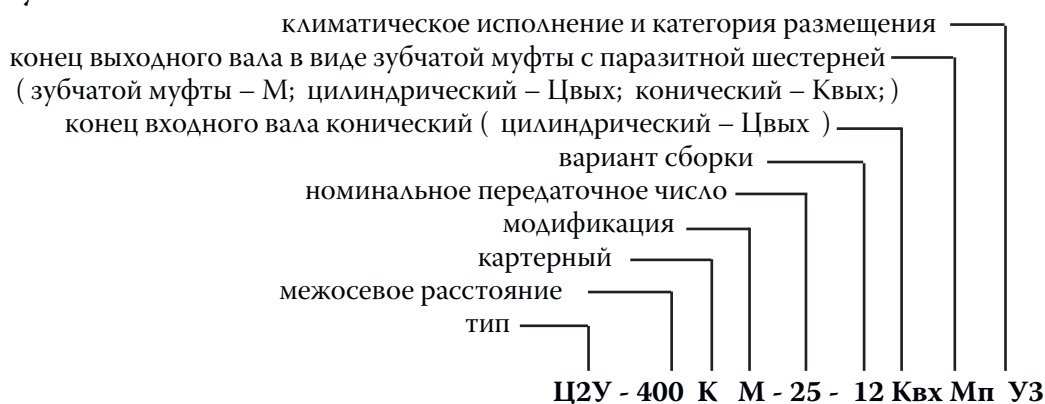 климатическое исполнение и категория размещения
конец выходного вала в виде зубчатой муфты с паразитной шестерней
( зубчатой муфты – М; цилиндрический – Цвых; конический – Квых; )
конец входного вала конический ( цилиндрический – Цвых )
вариант сборки
номинальное передаточное число
модификация
картерный
межосевое расстояние
тип
Ц2У - 400 К М - 25 - 12 Квх Мп У3